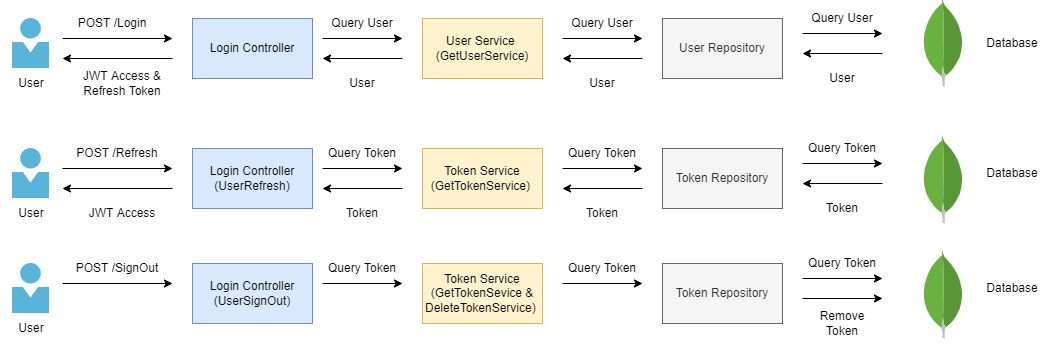 POST /Login
Query User
Query User
Query User
Login Controller
User Service
(GetUserService)
User Repository
Database
User
JWT Access &
Refresh Token
User
User
User
POST /Refresh
Query Token
Query Token
Query Token
Login Controller
(UserRefresh)
Token Service
(GetTokenService)
Token Repository
Database
User
JWT Access
Token
Token
Token
POST /SignOut
Query Token
Query Token
Query Token
Login Controller
(UserSignOut)
Token Service
(GetTokenSevice &
DeleteTokenService)
Token Repository
Database
User
Remove
Token